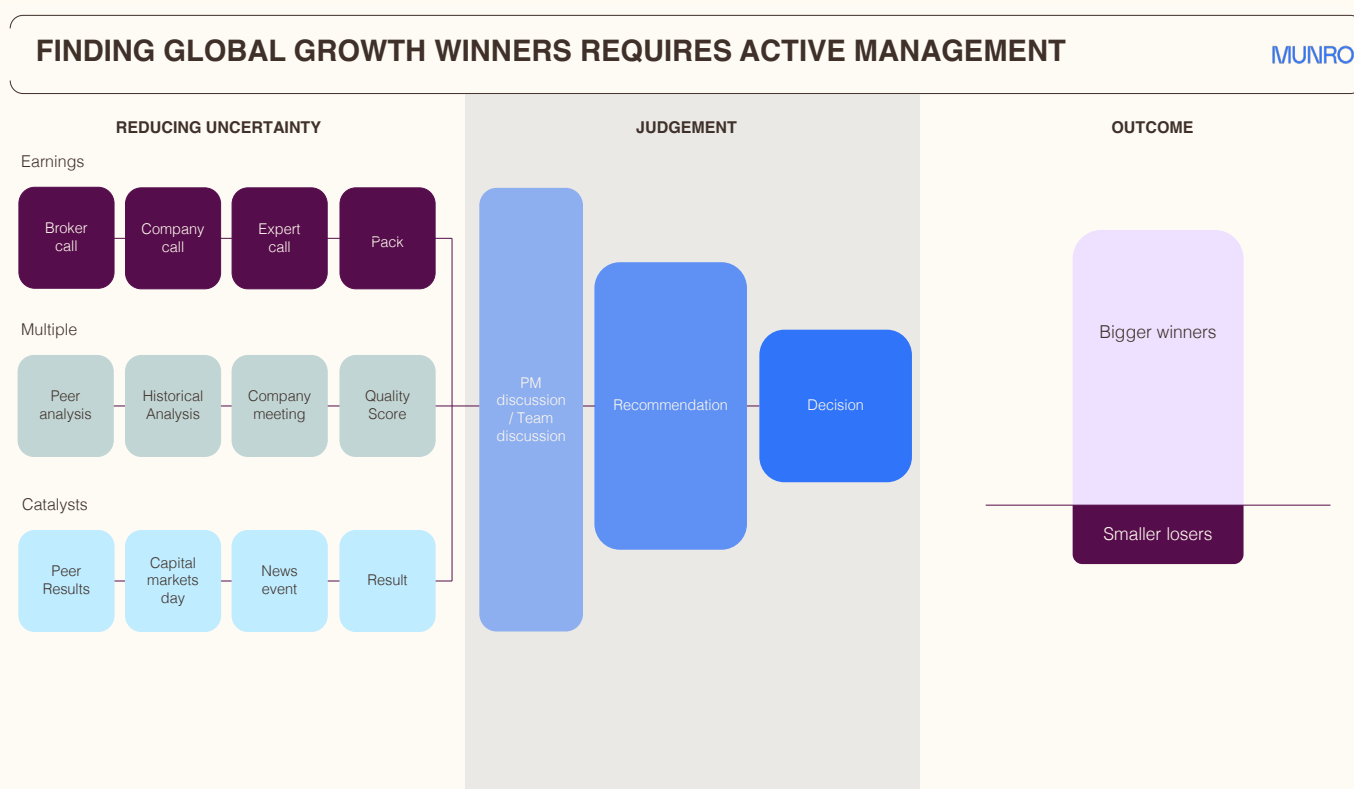 FINDING GLOBAL GROWTH WINNERS REQUIRES ACTIVE MANAGEMENT
MUNRO
REDUCING UNCERTAINTY
Earnings
Broker
call
Company
call
Expert
call
Pack
Multiple
Peer
analysis
Historical
Analysis
Company
meeting
Quality
Score
Catalysts
Peer
Results
Capital
markets
day
News
event
Result
JUDGEMENT
PM
discussion
/ Team
discussion
Recommendation
Decision
OUTCOME
Bigger winners
Smaller losers